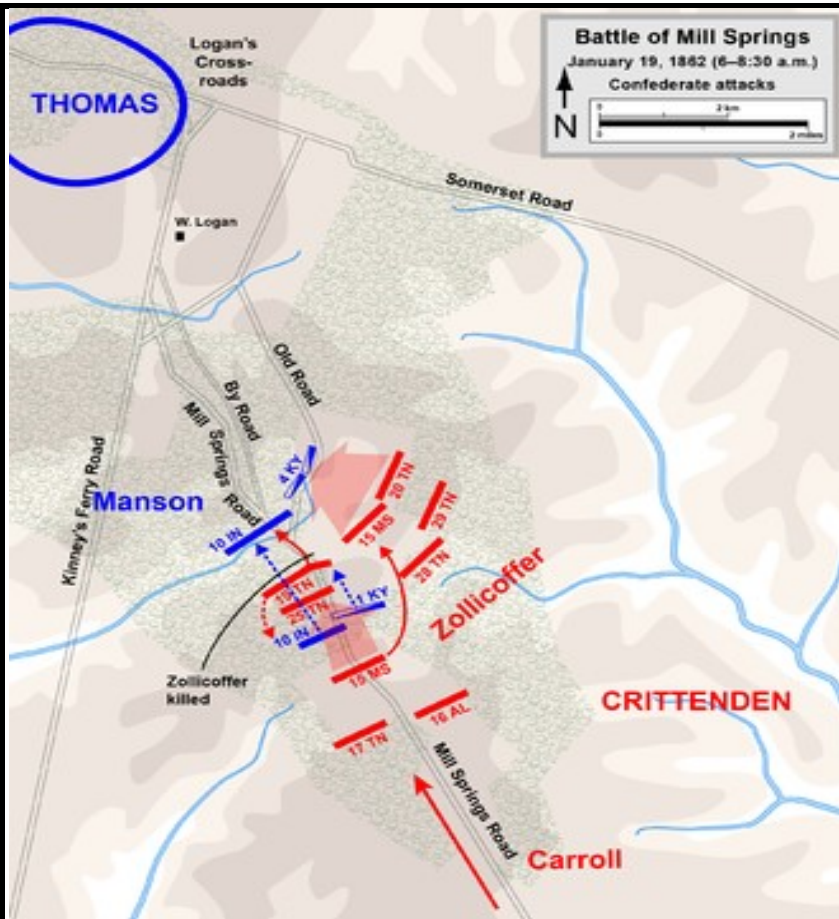 Battle of Mill Springs
January 19, 1862 (6–8:30 a.m.)
Confederate attacks
N
0
2 km
0
2 miles
Logan's
Cross-
roads
THOMAS
Somerset Road
W. Logan
Old Road
By Road
Mill Springs Road
Kinney's Ferry Road
Manson
4 KY
10 IN
20 TN
15 MS
29 TN
28 TN
Zollicoffer
19 TN
25 TN
1 KY
10 IN
Zollicoffer
killed
15 MS
16 AL
17 TN
CRITTENDEN
Mill Springs Road
Carroll